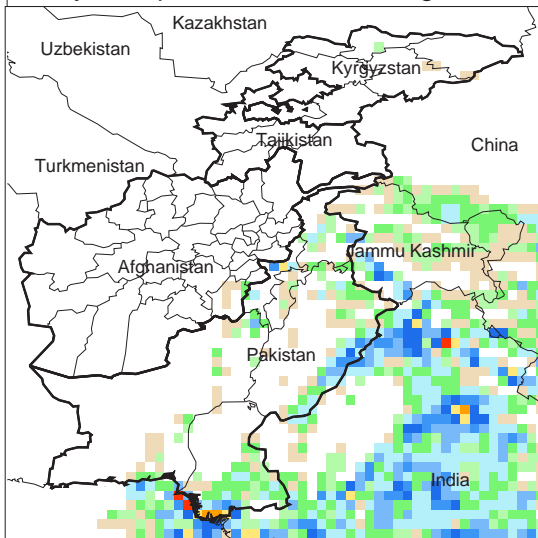 Kazakhstan
Uzbekistan
Kyrgyzstan
Tajikistan
China
Turkmenistan
Jammu Kashmir
Afghanistan
Pakistan
India